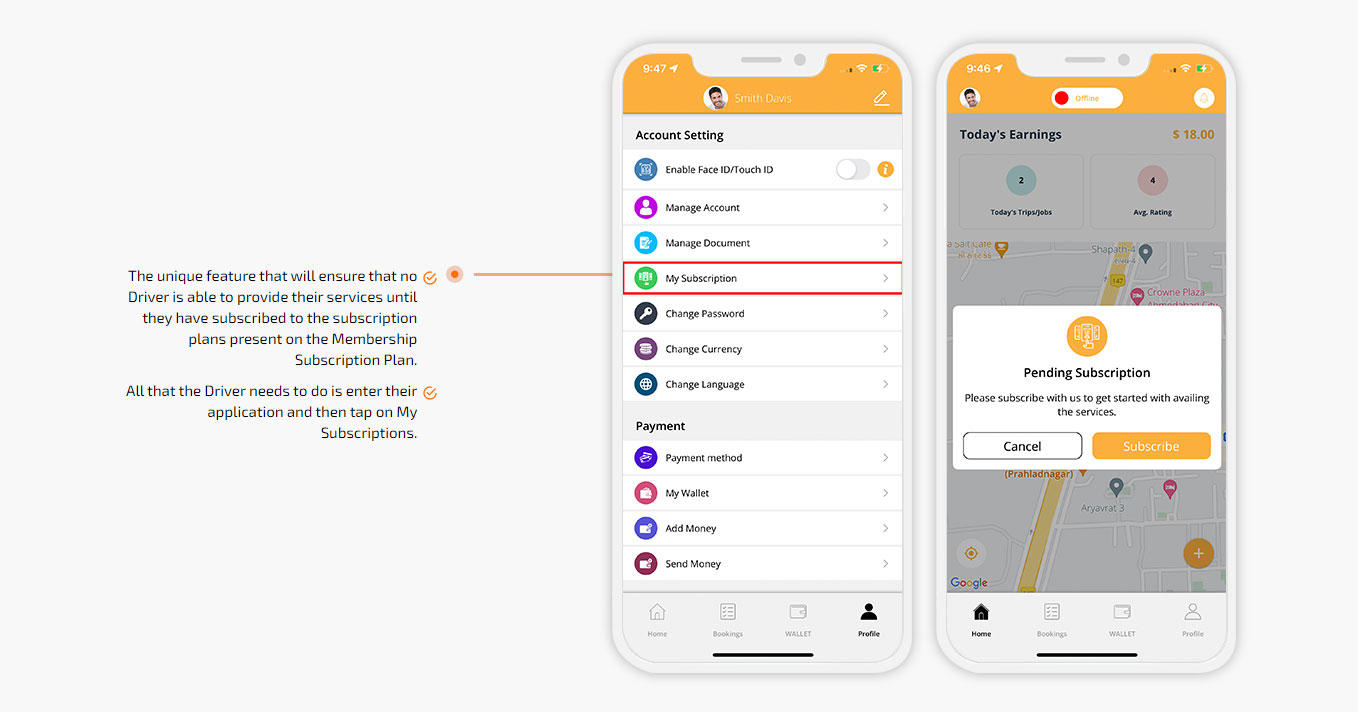 The unique feature that will ensure that no
Driver is able to provide their services until
they have subscribed to the subscription
plans present on the Membership
Subscription Plan.
All that the Driver needs to do is enter their
application and then tap on My
Subscriptions.
9:47
Smith Davis
Account Setting
Enable Face ID/Touch ID
Manage Account
Manage Document
My Subscription
Change Password
Change Currency
Change Language
Payment
Payment method
My Wallet
Add Money
Send Money
Home Bookings WALLET Profile
9:46
Offline
Today's Earnings $ 18.00
2 4
Today's Trips/Jobs Avg. Rating
Salt Cafe
Shapath-4
147
Crowne Plaza
Ahmedabad City
Pending Subscription
Please subscribe with us to get started with availing
the services.
Cancel Subscribe
(Prahladnagar)
Aryavrat 3
Google
Home Bookings WALLET Profile